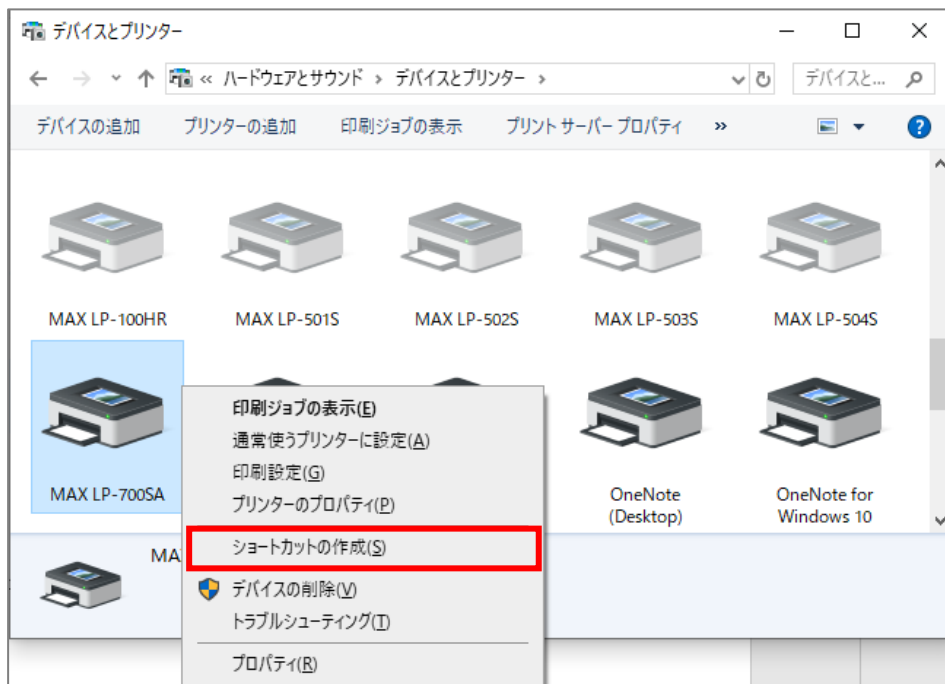 デバイスとプリンター
« ハードウェアとサウンド › デバイスとプリンター ›
デバイスと...
デバイスの追加 プリンターの追加 印刷ジョブの表示 プリント サーバー プロパティ »
?
MAX LP-100HR MAX LP-501S MAX LP-502S MAX LP-503S MAX LP-504S
MAX LP-700SA
OneNote (Desktop)
OneNote for Windows 10
印刷ジョブの表示(E)
通常使うプリンターに設定(A)
印刷設定(G)
プリンターのプロパティ(P)
ショートカットの作成(S)
デバイスの削除(V)
トラブルシューティング(T)
プロパティ(R)
MA